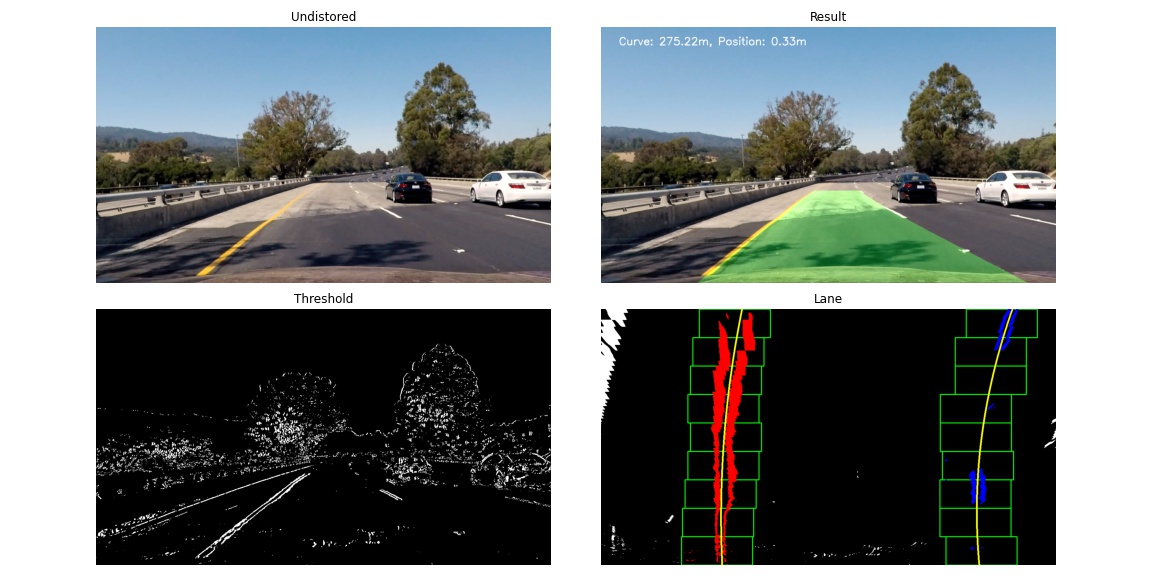 Undistored
Result
Curve: 275.22m, Position: 0.33m
Threshold
Lane